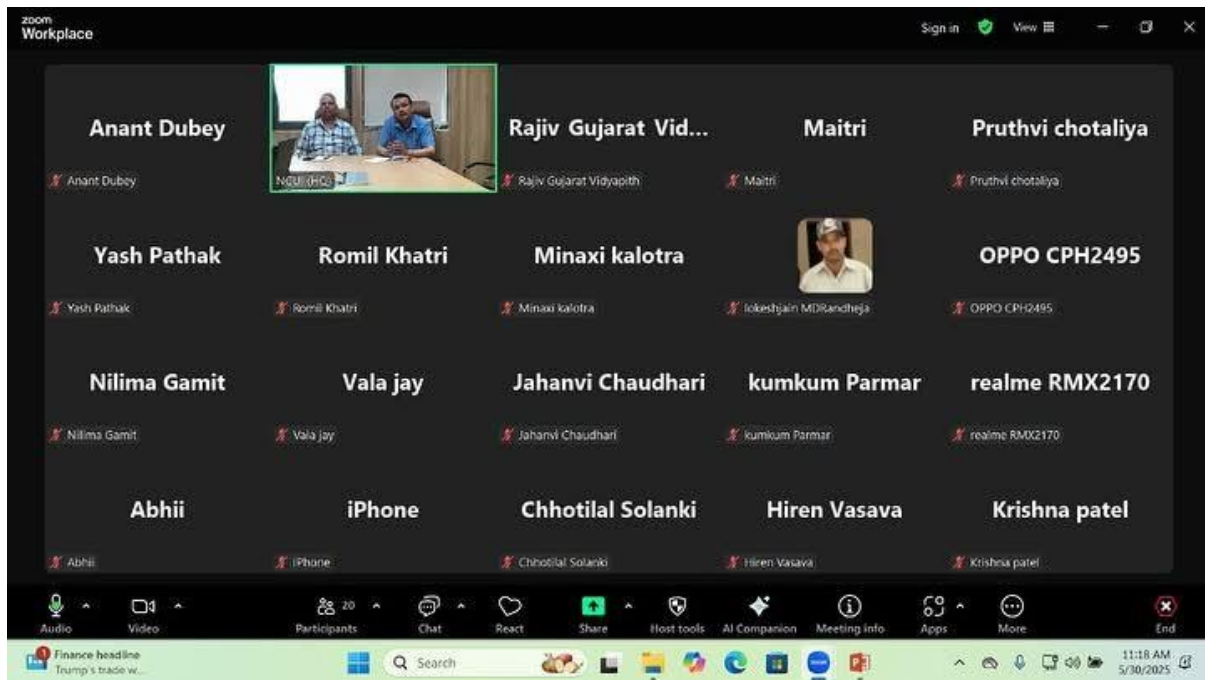 zoom
Workplace
Sign in
View
Anant Dubey
Rajiv Gujarat Vid...
Maitri
Pruthvi chotaliya
Anant Dubey
NCUI (HO)
Rajiv Gujarat Vidyapith
Maitri
Pruthvi chotaliya
Yash Pathak
Romil Khatri
Minaxi kalotra
OPPO CPH2495
Yash Pathak
Romil Khatri
Minaxi kalotra
lokeshjain MDRandheja
OPPO CPH2495
Nilima Gamit
Vala jay
Jahanvi Chaudhari
kumkum Parmar
realme RMX2170
Nilima Gamit
Vala jay
Jahanvi Chaudhari
kumkum Parmar
realme RMX2170
Abhii
iPhone
Chhotilal Solanki
Hiren Vasava
Krishna patel
Abhii
iPhone
Chhotilal Solanki
Hiren Vasava
Krishna patel
20
Audio
Video
Participants
Chat
React
Share
Host tools
AI Companion
Meeting info
Apps
More
End
1
Finance headline
Trump's trade w...
Search
11:18 AM
5/30/2025